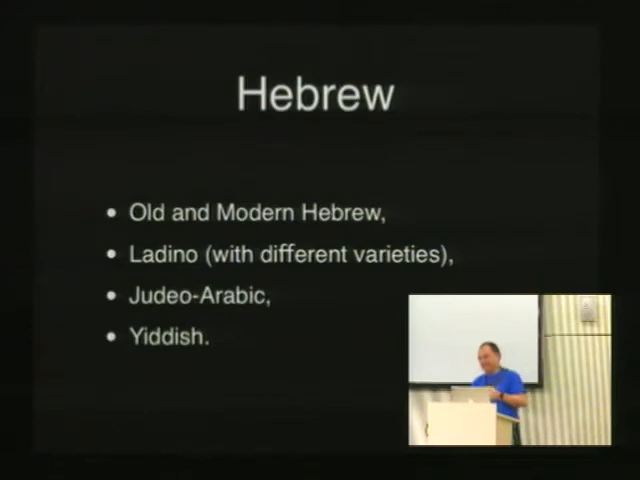 Hebrew
• Old and Modern Hebrew,
• Ladino (with different varieties),
• Judeo-Arabic,
• Yiddish.